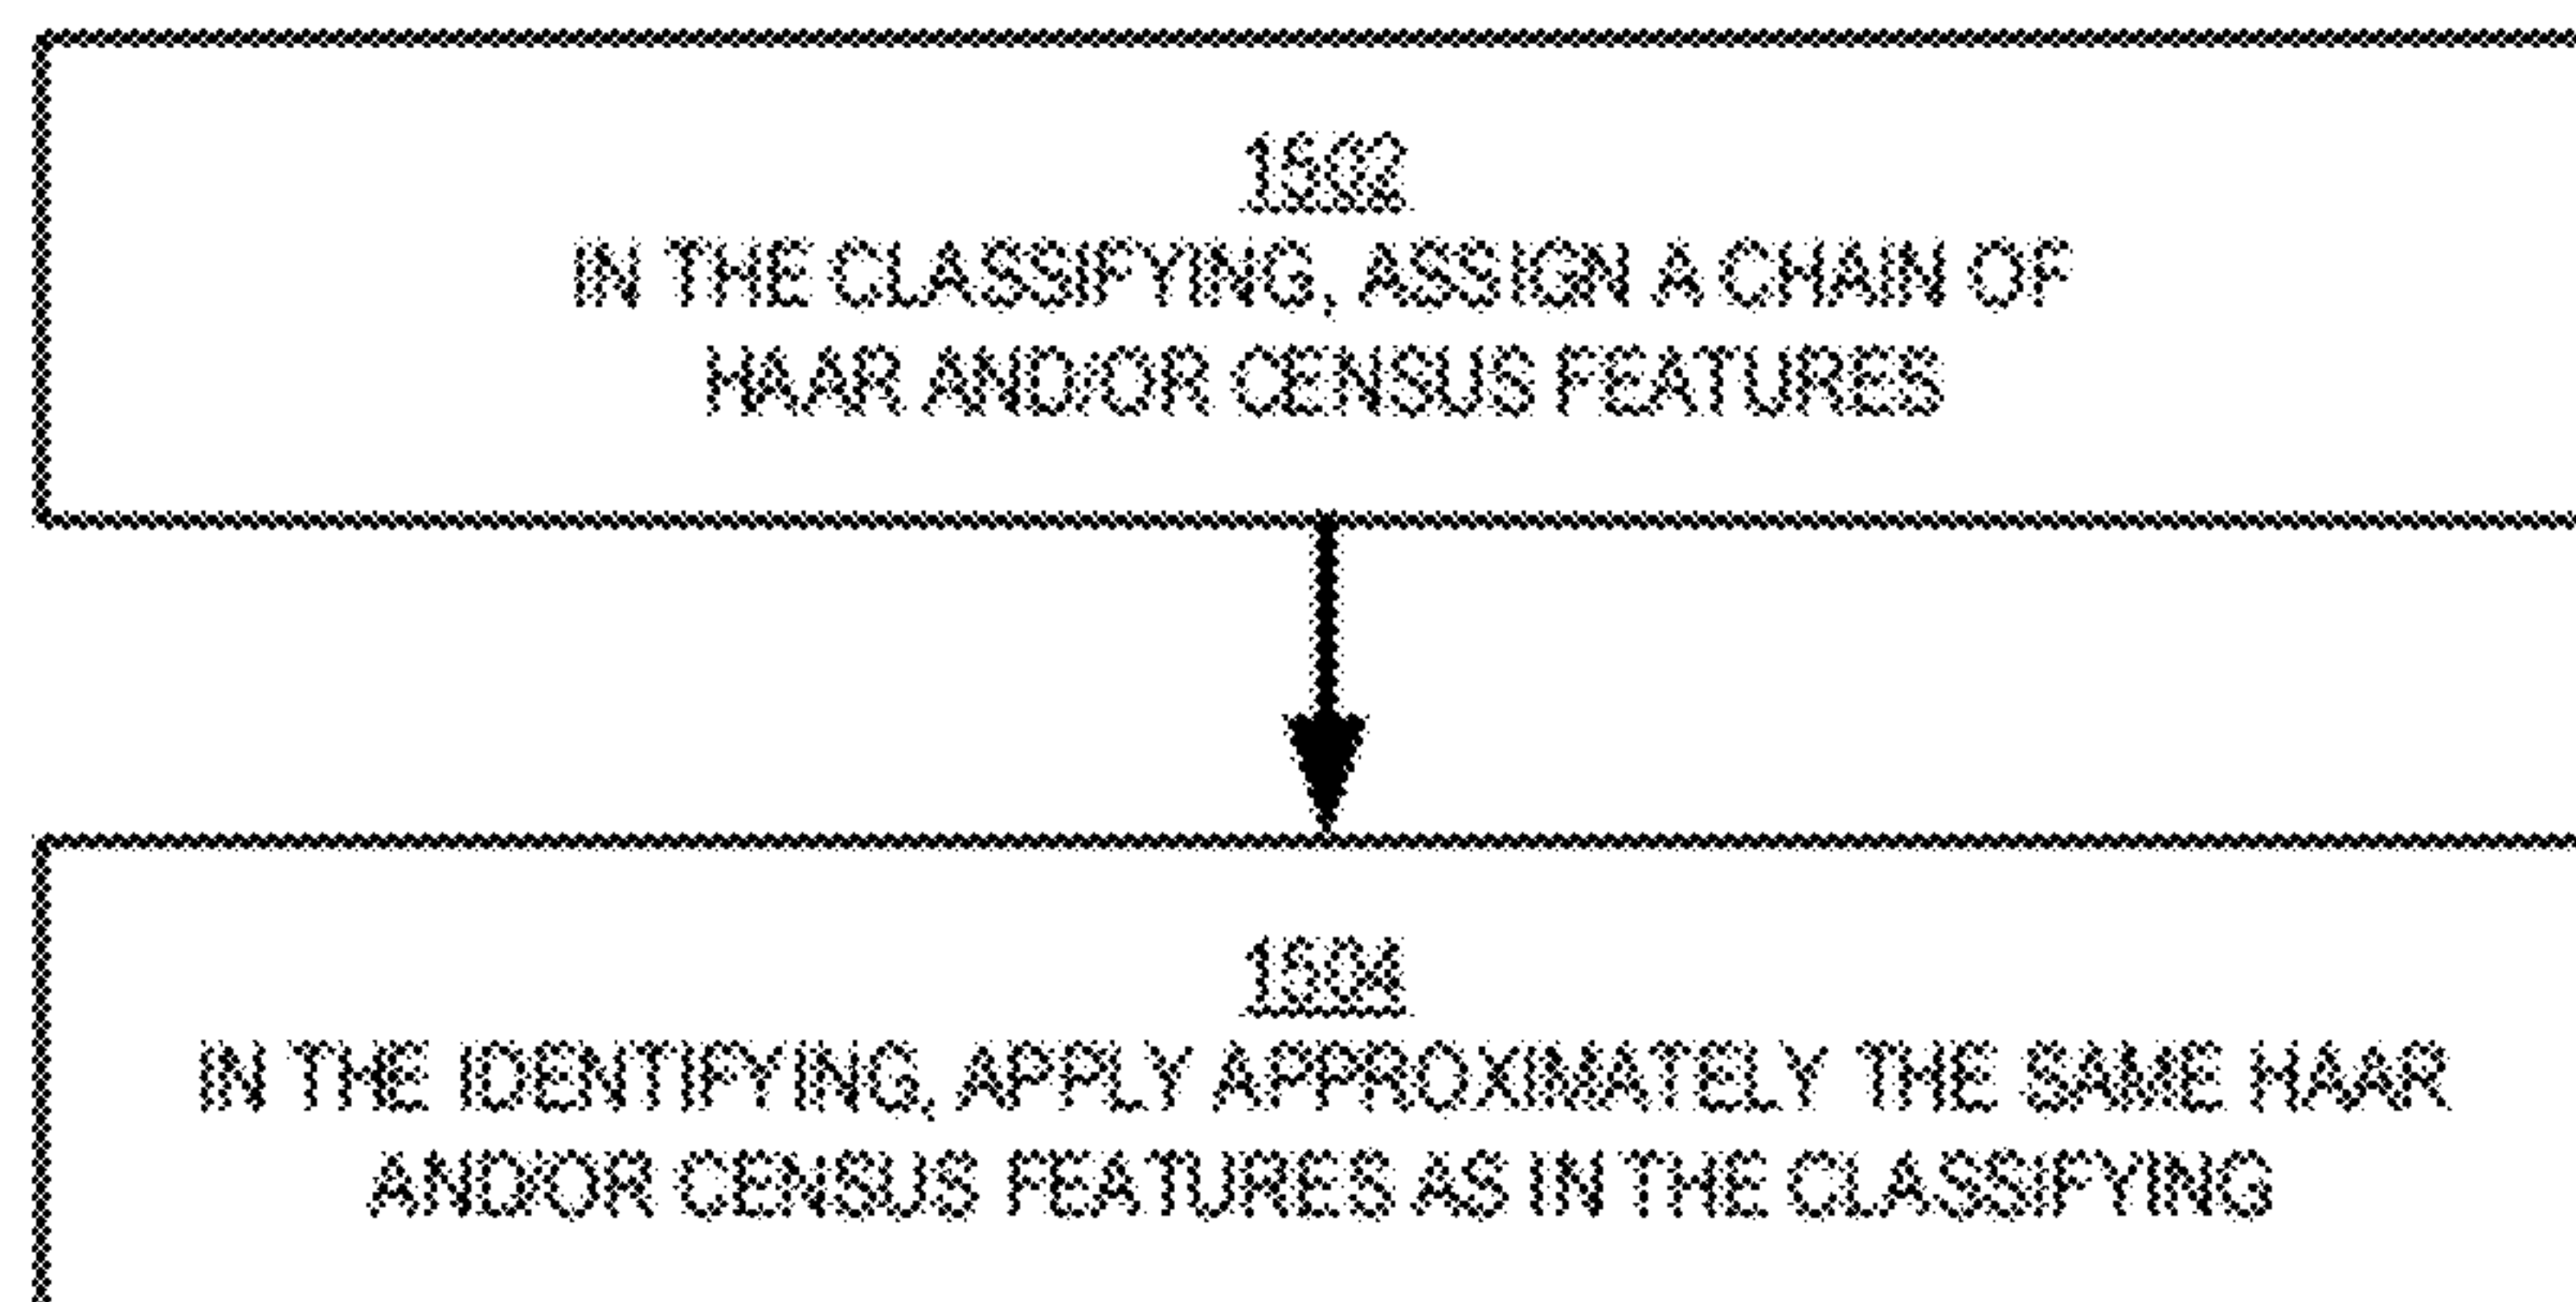 1502
IN THE CLASSIFYING, ASSIGN A CHAIN OF
HAAR AND/OR CENSUS FEATURES
1504
IN THE IDENTIFYING, APPLY APPROXIMATELY THE SAME HAAR
AND/OR CENSUS FEATURES AS IN THE CLASSIFYING